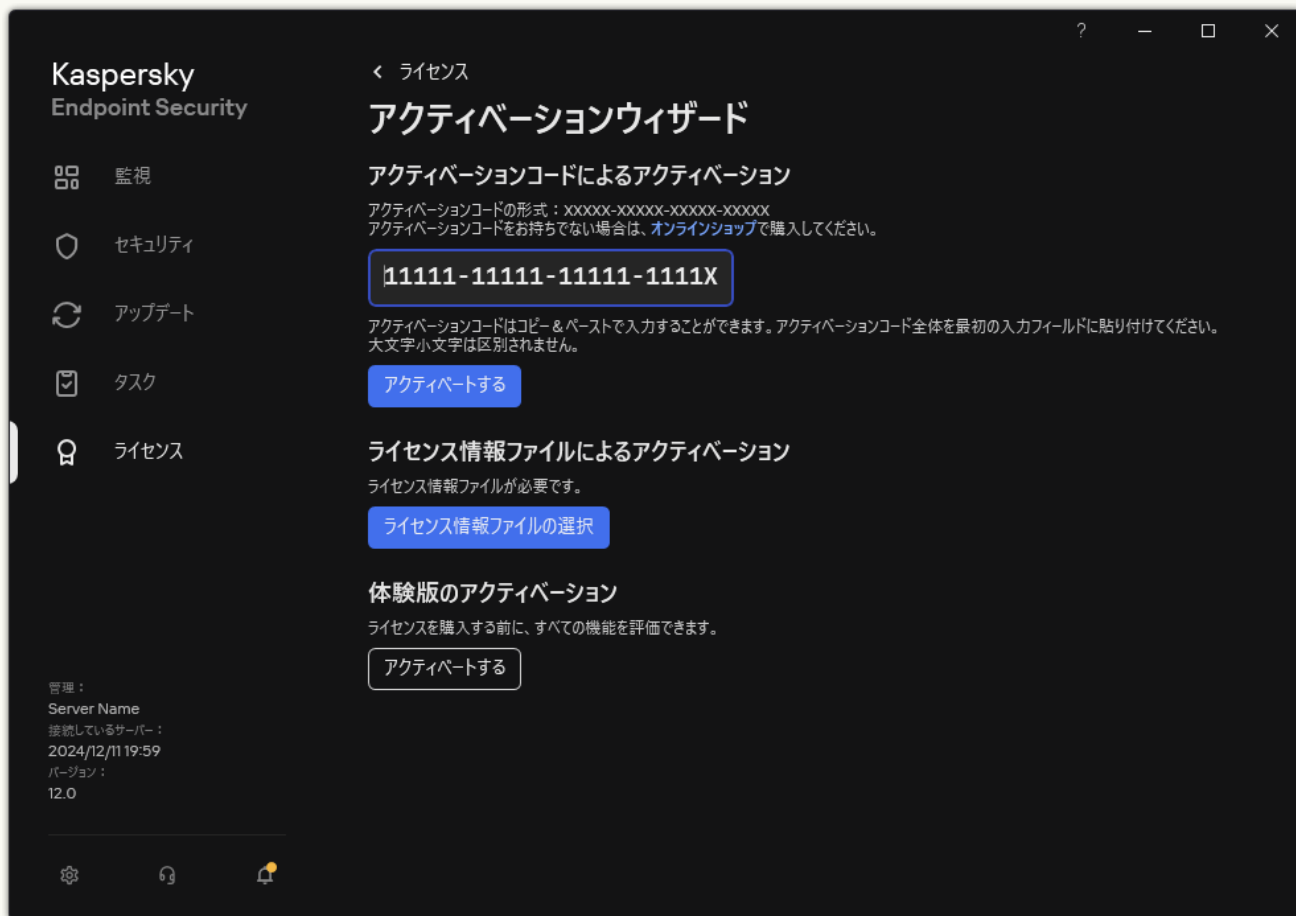 Kaspersky
Endpoint Security
監視
セキュリティ
アップデート
タスク
ライセンス
管理：
Server Name
接続しているサーバー：
2024/12/11 19:59
バージョン：
12.0
?
ライセンス
アクティベーションウィザード
アクティベーションコードによるアクティベーション
アクティベーションコードの形式：XXXXX-XXXXX-XXXXX-XXXXX
アクティベーションコードをお持ちでない場合は、オンラインショップで購入してください。
11111-11111-11111-1111X
アクティベーションコードはコピー＆ペーストで入力することができます。アクティベーションコード全体を最初の入力フィールドに貼り付けてください。
大文字小文字は区別されません。
アクティベートする
ライセンス情報ファイルによるアクティベーション
ライセンス情報ファイルが必要です。
ライセンス情報ファイルの選択
体験版のアクティベーション
ライセンスを購入する前に、すべての機能を評価できます。
アクティベートする